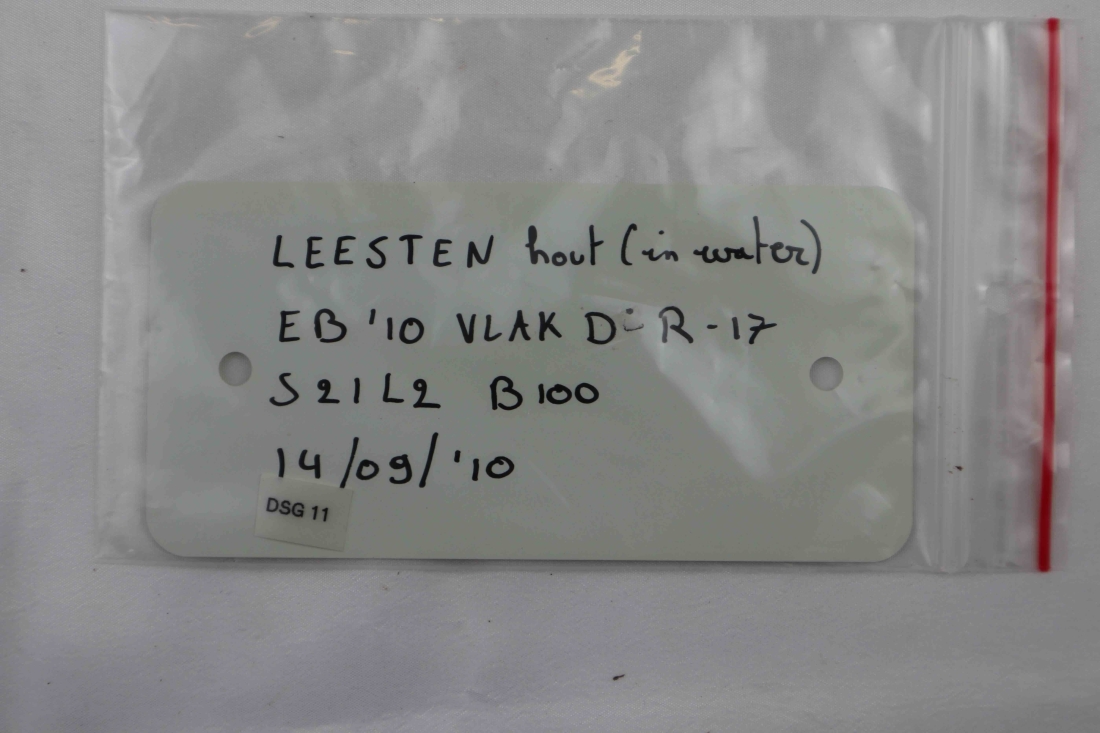 LEESTEN hout (in water)
EB '10 VLAK D-R-17
S21L2 B100
14/09/'10
DSG 11